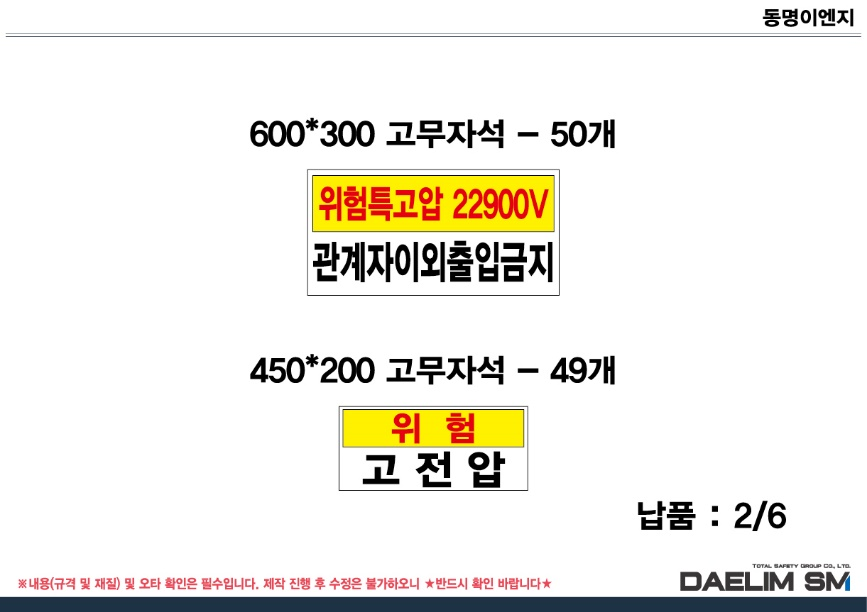 동명이엔지
600*300 고무자석 - 50개
위험특고압 22900V
관계자이외출입금지
450*200 고무자석 - 49개
위 험
고 전 압
납품 : 2/6
※내용(규격 및 재질) 및 오타 확인은 필수입니다. 제작 진행 후 수정은 불가하오니 ★반드시 확인 바랍니다★
TOTAL SAFETY GROUP CO., LTD.
DAELIM SM